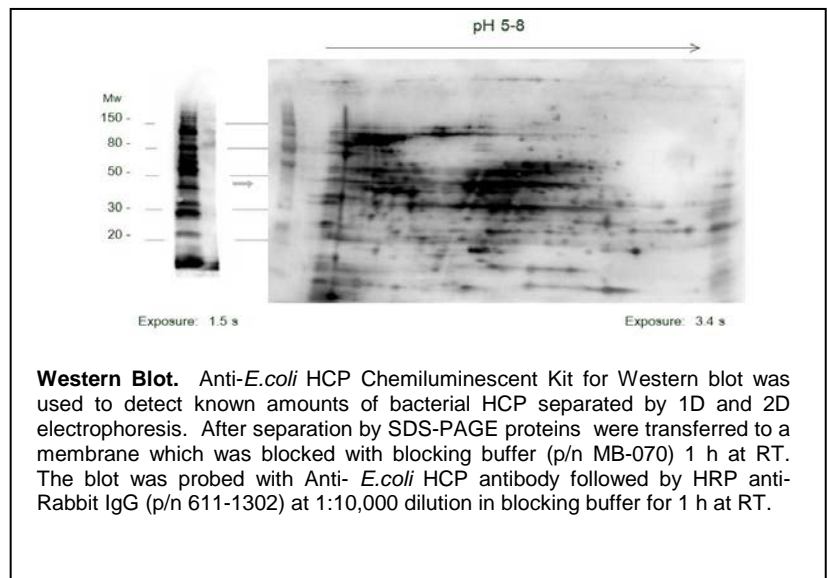 pH 5-8
Mw
150 -
80 -
50 -
30 -
20 -
Exposure: 1.5 s
Exposure: 3.4 s
Western Blot. Anti-E.coli HCP Chemiluminescent Kit for Western blot was
used to detect known amounts of bacterial HCP separated by 1D and 2D
electrophoresis. After separation by SDS-PAGE proteins were transferred to a
membrane which was blocked with blocking buffer (p/n MB-070) 1 h at RT.
The blot was probed with Anti- E.coli HCP antibody followed by HRP anti-
Rabbit IgG (p/n 611-1302) at 1:10,000 dilution in blocking buffer for 1 h at RT.